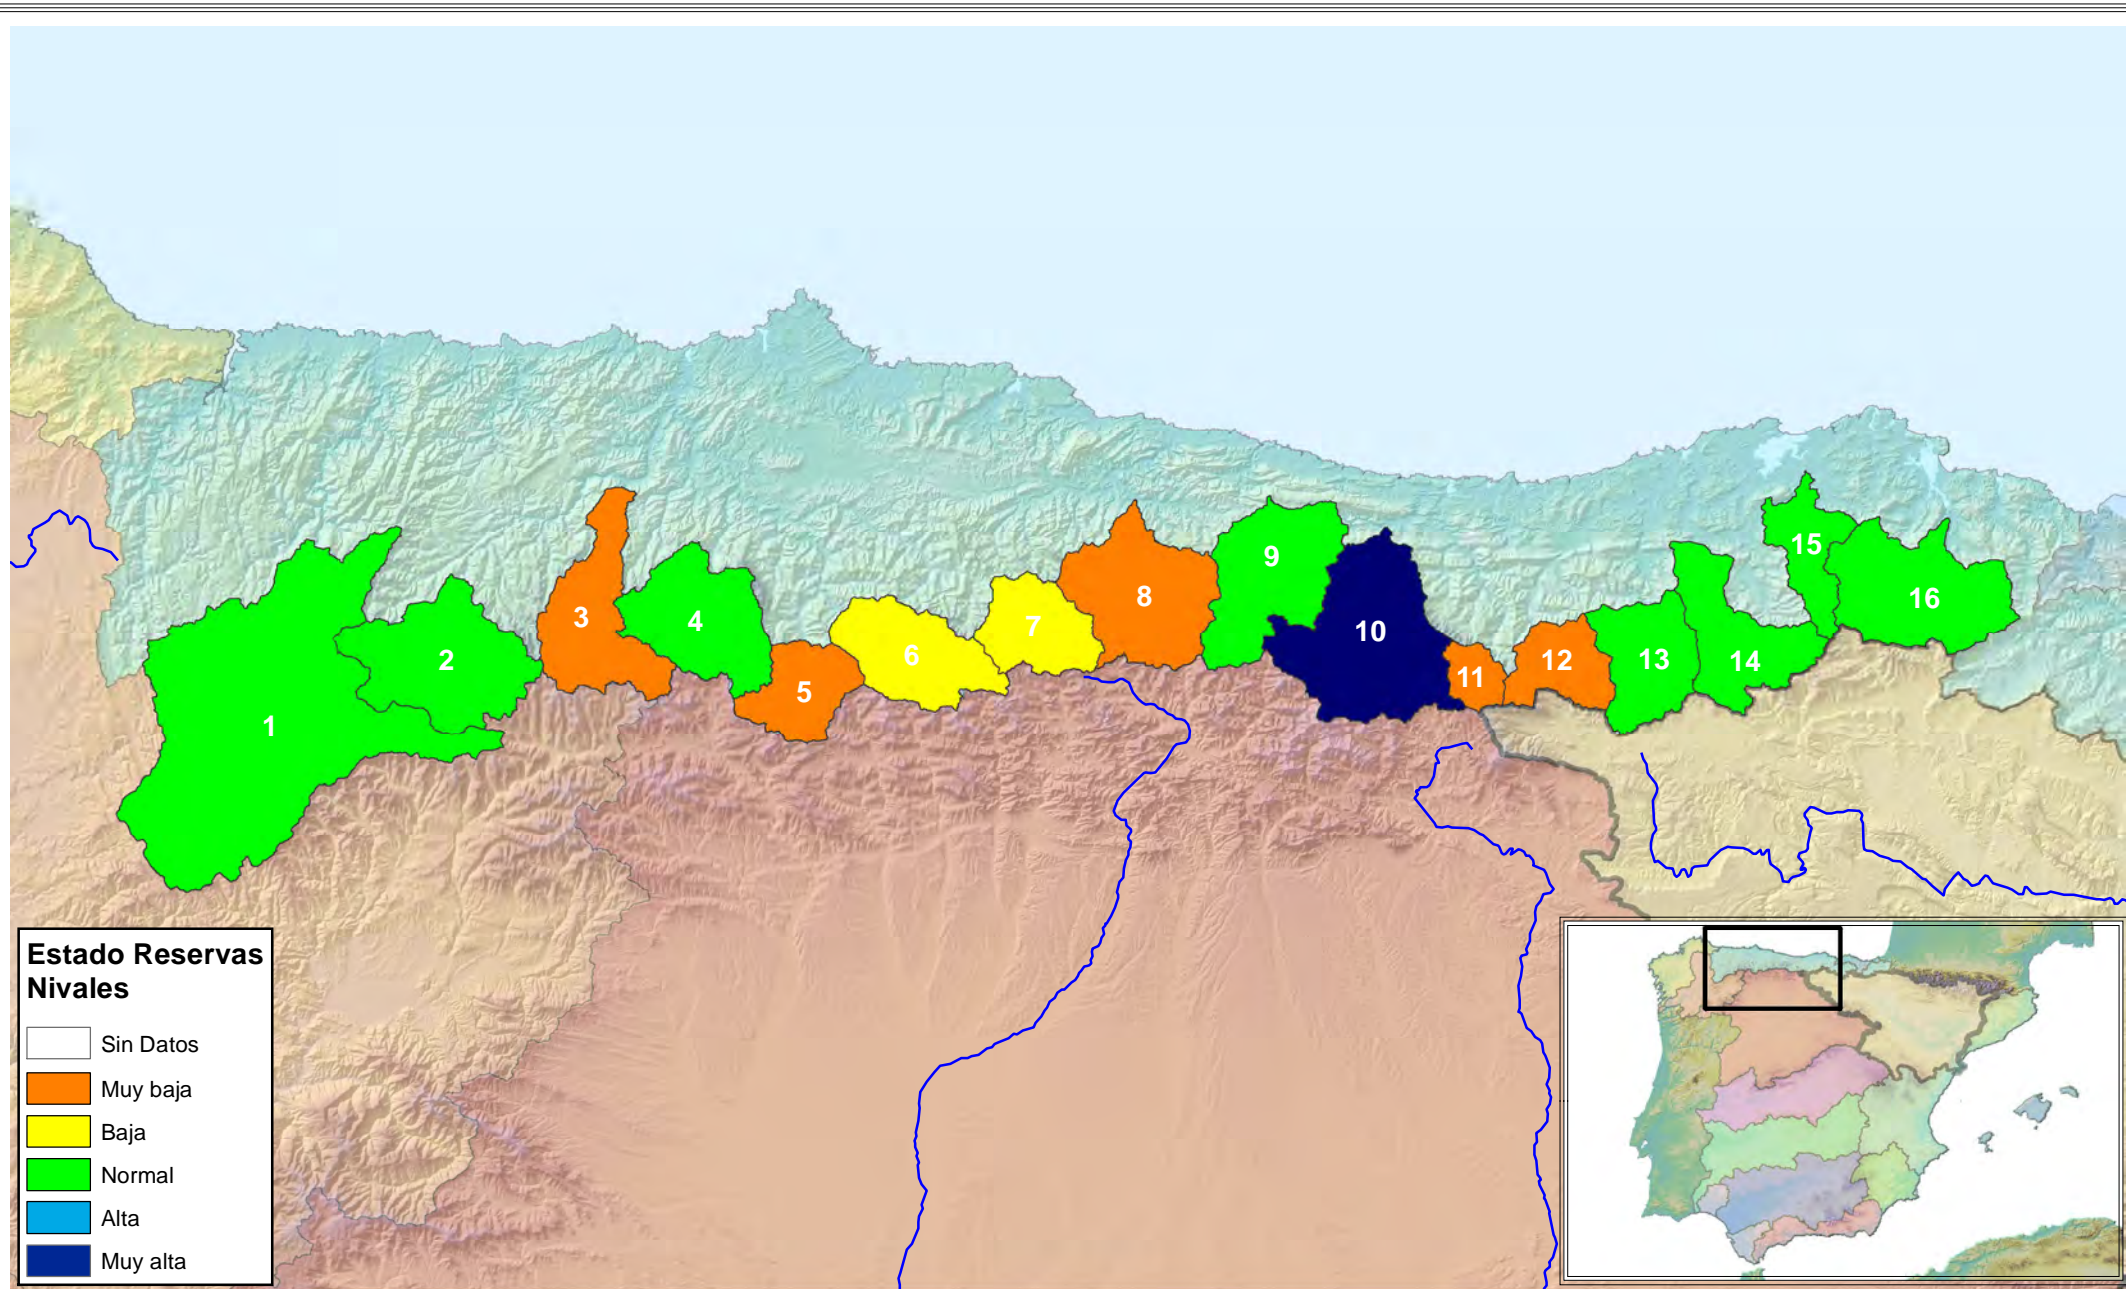 1
2
3
4
5
6
7
8
9
10
11
12
13
14
15
16
Estado Reservas
Nivales
Sin Datos
Muy baja
Baja
Normal
Alta
Muy alta